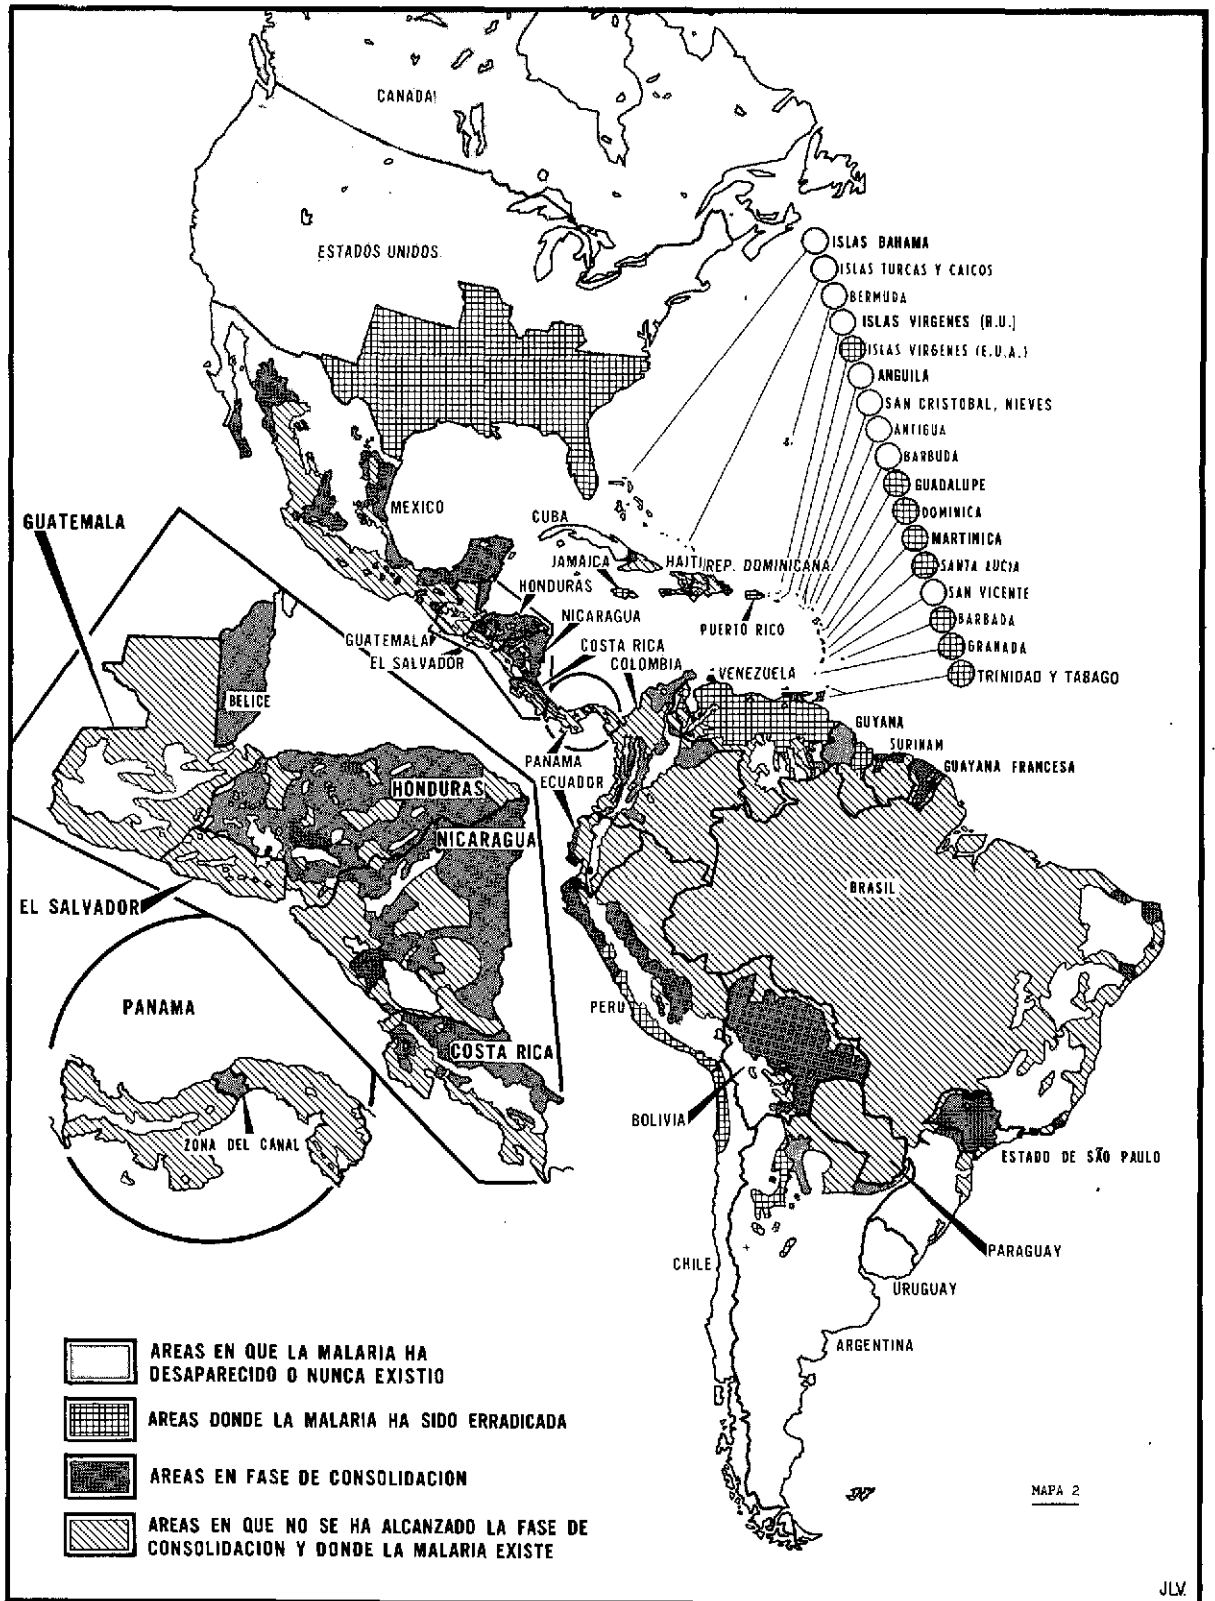 CANADA
ESTADOS UNIDOS
ISLAS BAHAMA
ISLAS TURCAS Y CAICOS
BERMUDA
ISLAS VIRGENES (R.U.)
ISLAS VIRGENES (E.U.A.)
ANGUILA
SAN CRISTOBAL, NIEVES
ANTIGUA
BARBUDA
GUADALUPE
DOMINICA
MARTINICA
SANTA LUCIA
SAN VICENTE
BARBADA
GRANADA
TRINIDAD Y TABAGO
MEXICO
CUBA
JAMAICA
HAITI
REP. DOMINICANA
PUERTO RICO
HONDURAS
NICARAGUA
GUATEMALA
EL SALVADOR
COSTA RICA
COLOMBIA
VENEZUELA
GUYANA
SURINAM
GUAYANA FRANCESA
PANAMA
ECUADOR
BRASIL
PERU
BOLIVIA
ESTADO DE SÃO PAULO
PARAGUAY
CHILE
URUGUAY
ARGENTINA
GUATEMALA
BELICE
HONDURAS
NICARAGUA
EL SALVADOR
COSTA RICA
PANAMA
ZONA DEL CANAL
AREAS EN QUE LA MALARIA HA
DESAPARECIDO O NUNCA EXISTIO
AREAS DONDE LA MALARIA HA SIDO ERRADICADA
AREAS EN FASE DE CONSOLIDACION
AREAS EN QUE NO SE HA ALCANZADO LA FASE DE
CONSOLIDACION Y DONDE LA MALARIA EXISTE
MAPA 2
JLV.